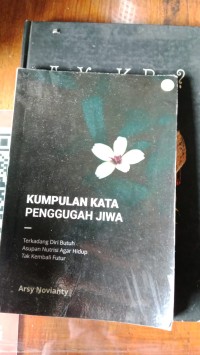 KUMPULAN KATA
PENGGUGAH JIWA
Terkadang Diri Butuh
Asupan Nutrisi Agar Hidup
Tak Kembali Futur
Arsy Novianty